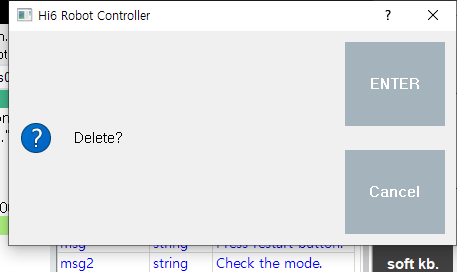 Hi6 Robot Controller
?
ENTER
Delete?
Cancel
msg string Press restart button.
msg2 string Check the mode.
soft kb.